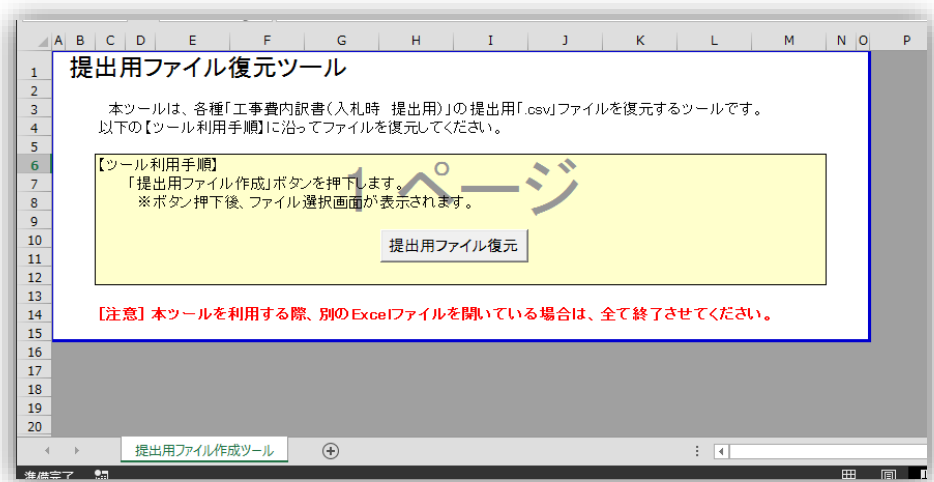 A B C D E F G H I J K L M N O P
1 提出用ファイル復元ツール
2
3 本ツールは、各種「工事費内訳書(入札時 提出用)」の提出用「.csv」ファイルを復元するツールです。
4 以下の【ツール利用手順】に沿ってファイルを復元してください。
5
6 【ツール利用手順】
7 「提出用ファイル作成」ボタンを押下します。
8 ※ボタン押下後、ファイル選択画面が表示されます。
1 ページ
9
10 提出用ファイル復元
11
12
13
14 [注意] 本ツールを利用する際、別のExcelファイルを開いている場合は、全て終了させてください。
15
16
17
18
19
20
提出用ファイル作成ツール
準備完了